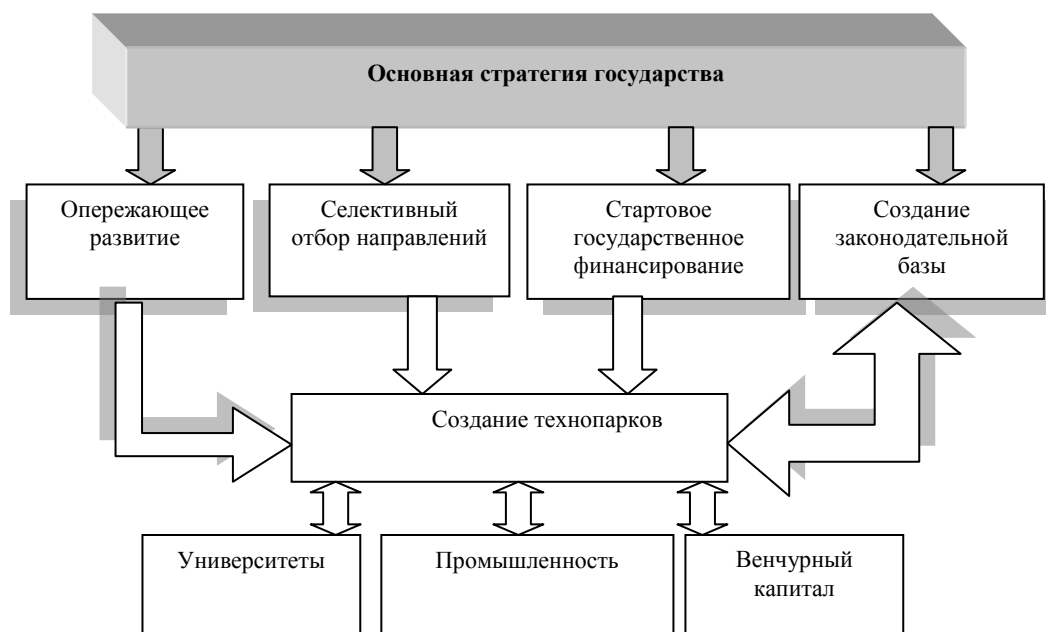 Основная стратегия государства
Опережающее
развитие
Селективный
отбор направлений
Стартовое
государственное
финансирование
Создание
законодательной
базы
Создание технопарков
Университеты
Промышленность
Венчурный
капитал